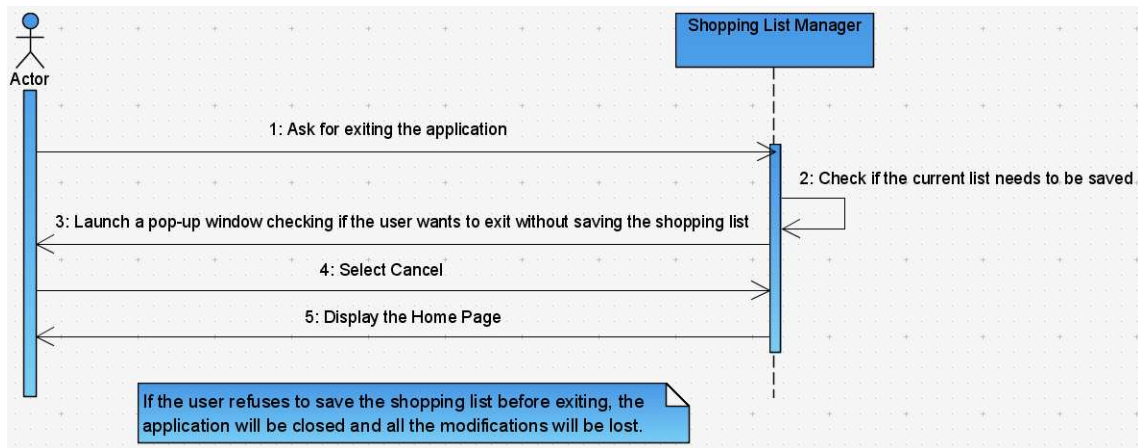 Shopping List Manager
Actor
1: Ask for exiting the application
2: Check if the current list needs to be saved
3: Launch a pop-up window checking if the user wants to exit without saving the shopping list
4: Select Cancel
5: Display the Home Page
If the user refuses to save the shopping list before exiting, the
application will be closed and all the modifications will be lost.